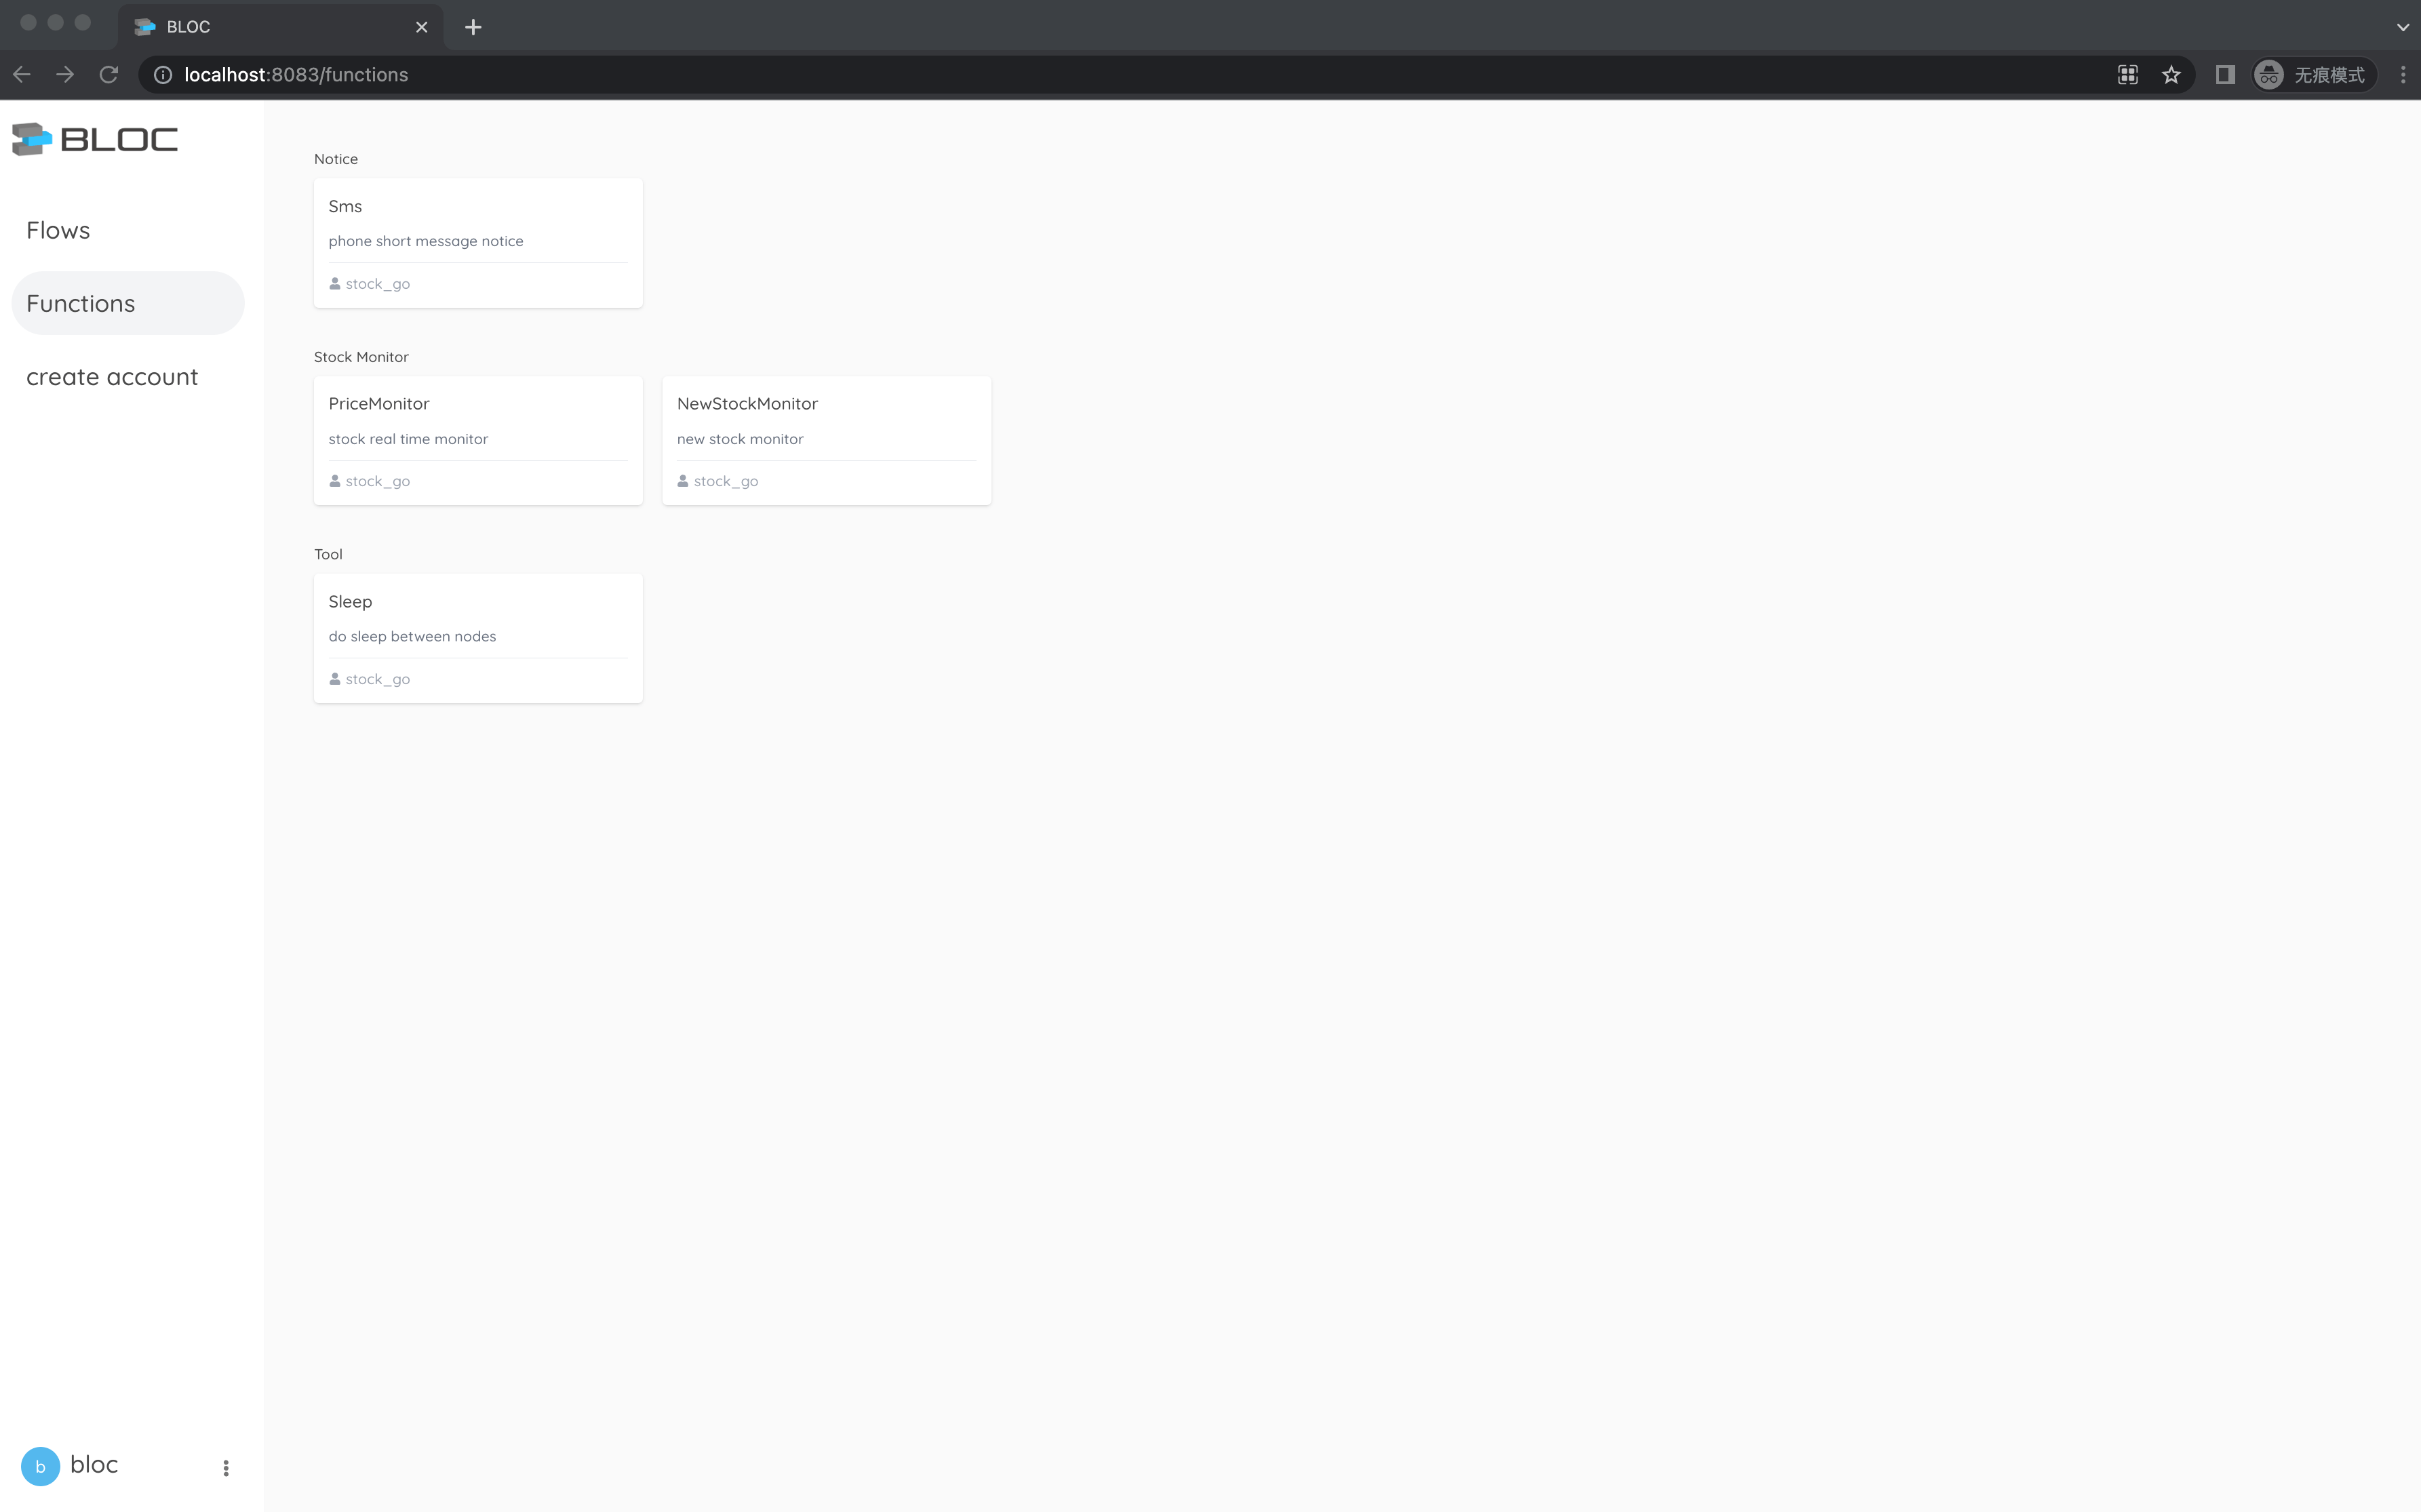 BLOC
localhost:8083/functions
无痕模式
BLOC
Flows
Functions
create account
Notice
Sms
phone short message notice
stock_go
Stock Monitor
PriceMonitor
stock real time monitor
stock_go
NewStockMonitor
new stock monitor
stock_go
Tool
Sleep
do sleep between nodes
stock_go
b
bloc